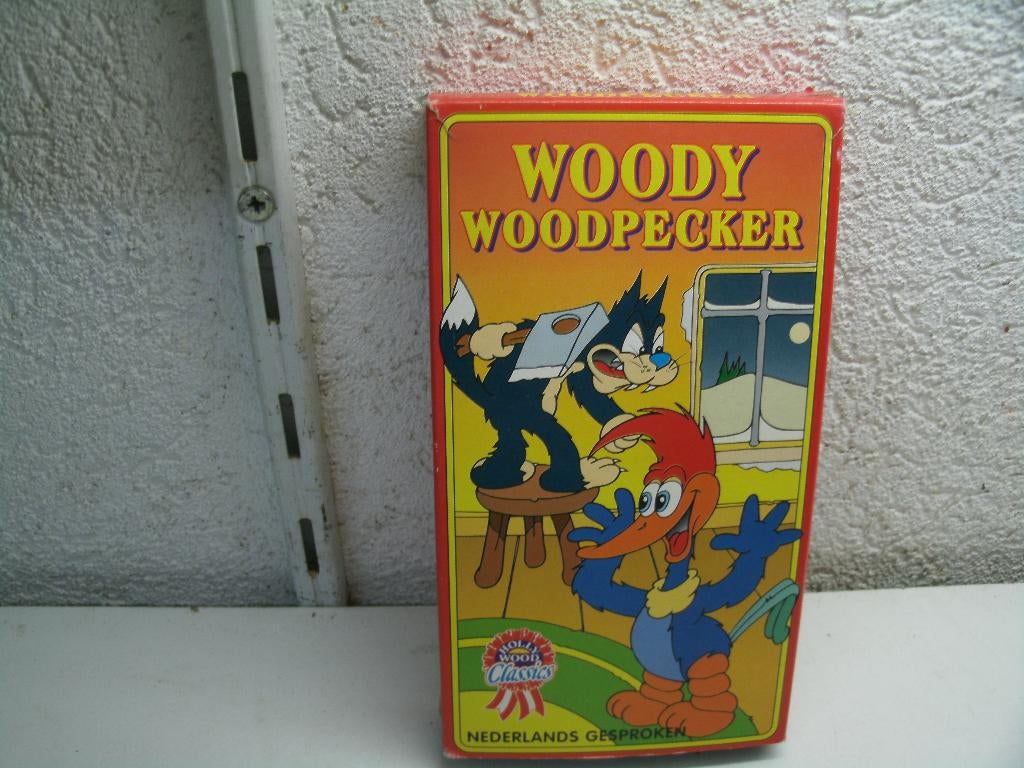 WOODY
WOODPECKER
HOLLY
WOOD
Classics
NEDERLANDS GESPROKEN